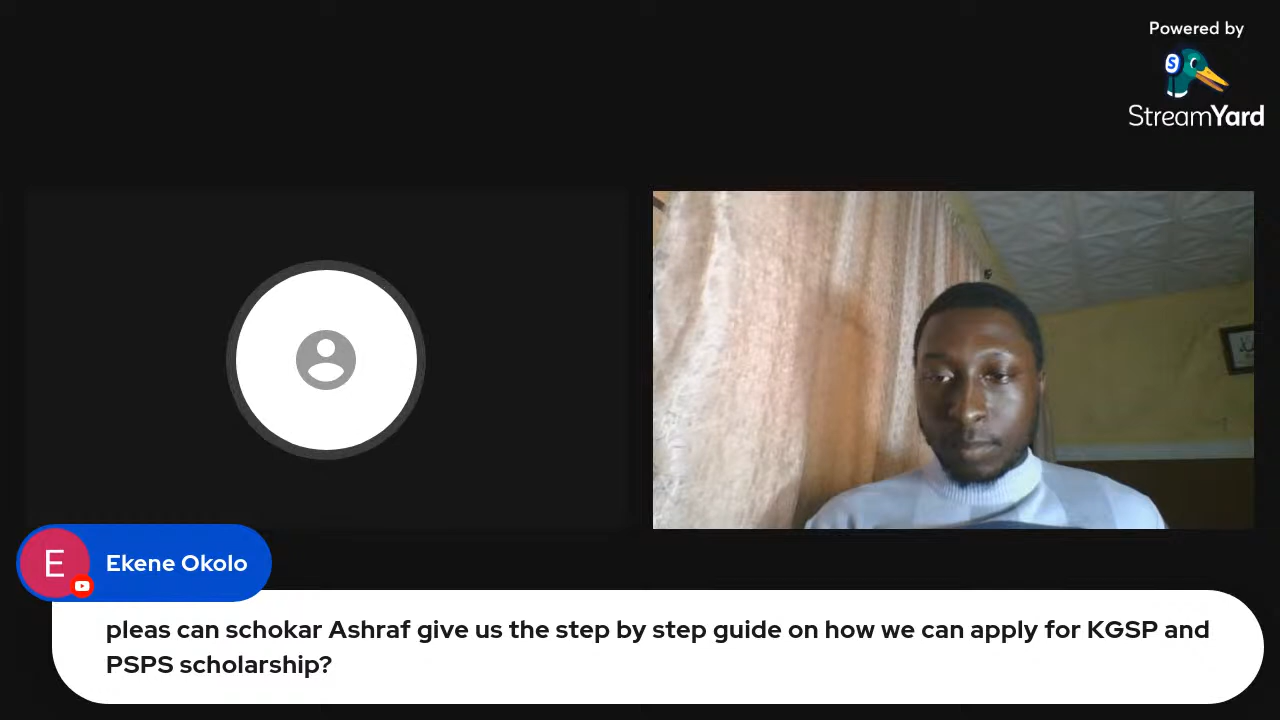 Powered by
S
StreamYard
E
Ekene Okolo
pleas can schokar Ashraf give us the step by step guide on how we can apply for KGSP and
PSPS scholarship?